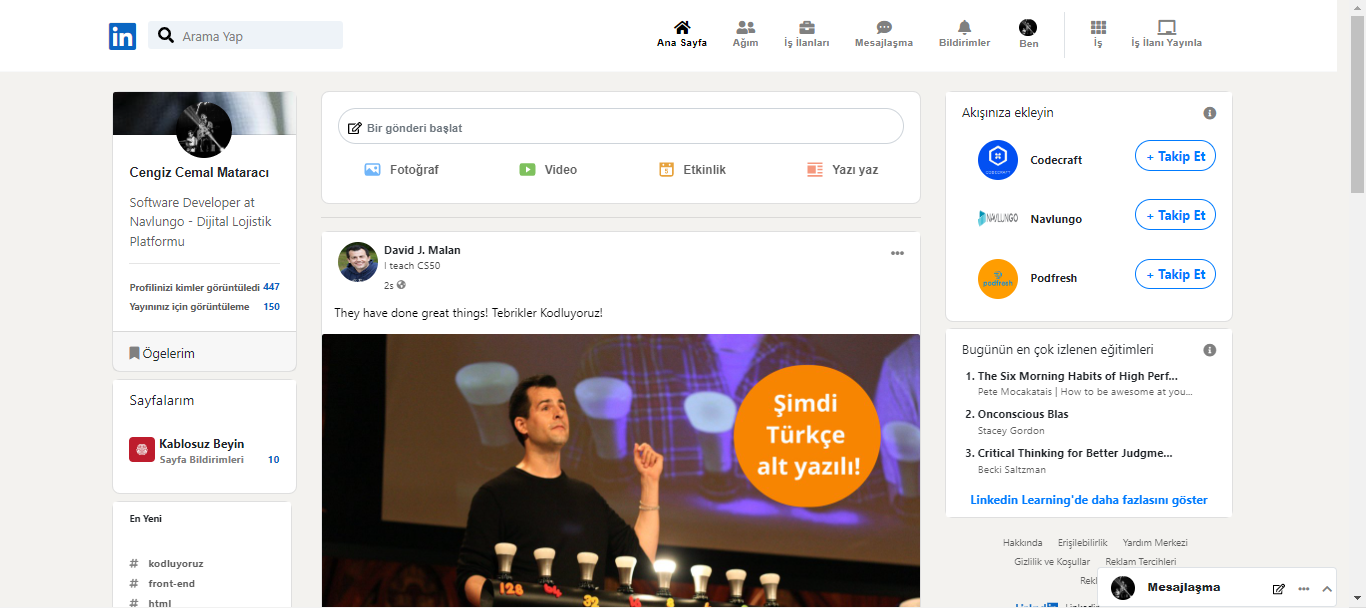 in
Arama Yap
Ana Sayfa
Ağım
İş İlanları
Mesajlaşma
Bildirimler
Ben
İş
İş İlanı Yayınla
Cengiz Cemal Mataracı
Software Developer at
Navlungo - Dijital Lojistik
Platformu
Profilinizi kimler görüntüledi 447
Yayınınız için görüntüleme 150
Ögelerim
Sayfalarım
Kablosuz Beyin
Sayfa Bildirimleri 10
En Yeni
# kodluyoruz
# front-end
# html
Bir gönderi başlat
Fotoğraf
Video
5
Etkinlik
Yazı yaz
David J. Malan
I teach CS50
2s
They have done great things! Tebrikler Kodluyoruz!
Şimdi
Türkçe
alt yazılı!
128
64
Akışınıza ekleyin
CODECRAFT
Codecraft
+ Takip Et
NAVLUNGO
Navlungo
+ Takip Et
podfresh
Podfresh
+ Takip Et
Bugünün en çok izlenen eğitimleri
1. The Six Morning Habits of High Perf...
Pete Mocakatais | How to be awesome at you...
2. Onconscious Blas
Stacey Gordon
3. Critical Thinking for Better Judgme...
Becki Saltzman
Linkedin Learning'de daha fazlasını göster
Hakkında Erişilebilirlik Yardım Merkezi
Gizlilik ve Koşullar Reklam Tercihleri
Mesajlaşma